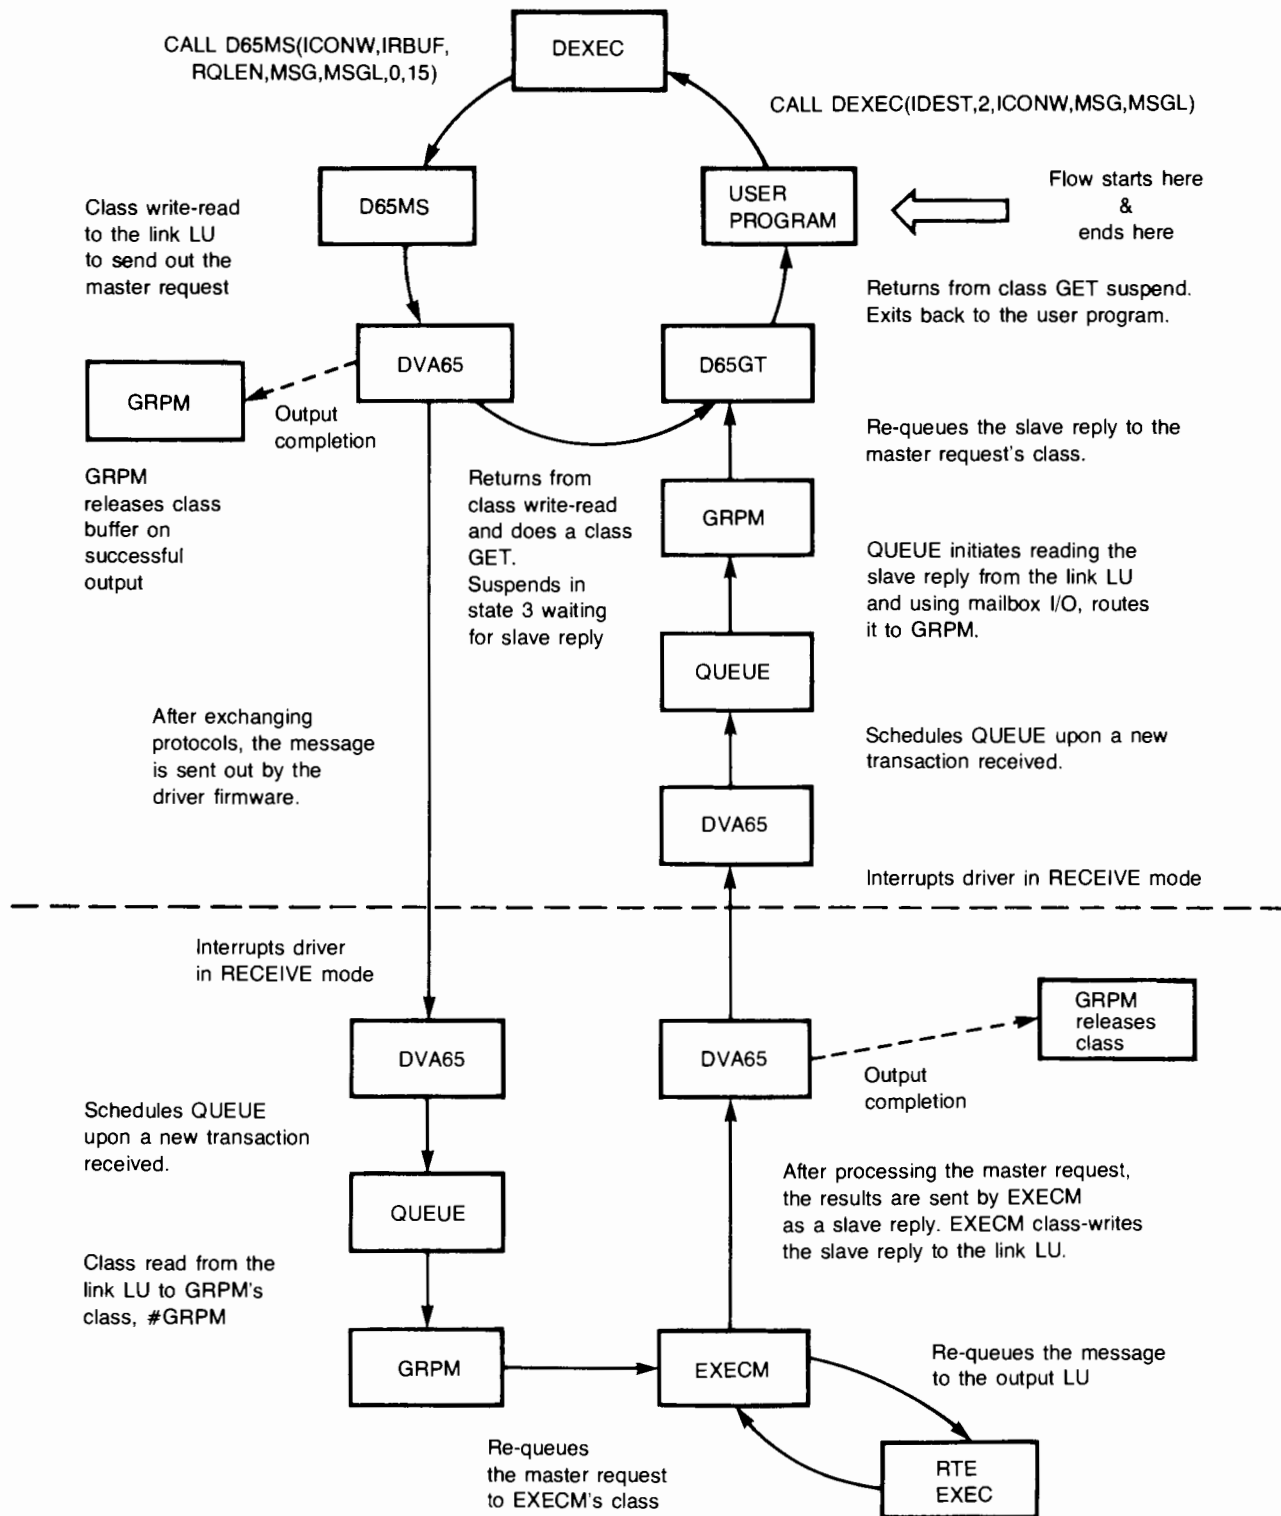 CALL D65MS(ICONW,IRBUF,
RQLEN,MSG,MSGL,0,15)
DEXEC
CALL DEXEC(IDEST,2,ICONW,MSG,MSGL)
D65MS
USER
PROGRAM
Flow starts here
&
ends here
Class write-read
to the link LU
to send out the
master request
Returns from class GET suspend.
Exits back to the user program.
GRPM
Output
completion
DVA65
D65GT
Re-queues the slave reply to the
master request's class.
GRPM
releases class
buffer on
successful
output
Returns from
class write-read
and does a class
GET.
Suspends in
state 3 waiting
for slave reply
GRPM
QUEUE initiates reading the
slave reply from the link LU
and using mailbox I/O, routes
it to GRPM.
QUEUE
After exchanging
protocols, the message
is sent out by the
driver firmware.
Schedules QUEUE upon a new
transaction received.
DVA65
Interrupts driver in RECEIVE mode
Interrupts driver
in RECEIVE mode
DVA65
DVA65
GRPM
releases
class
Output
completion
Schedules QUEUE
upon a new transaction
received.
QUEUE
After processing the master request,
the results are sent by EXECM
as a slave reply. EXECM class-writes
the slave reply to the link LU.
Class read from the
link LU to GRPM's
class, #GRPM
GRPM
EXECM
Re-queues the message
to the output LU
Re-queues
the master request
to EXECM's class
RTE
EXEC